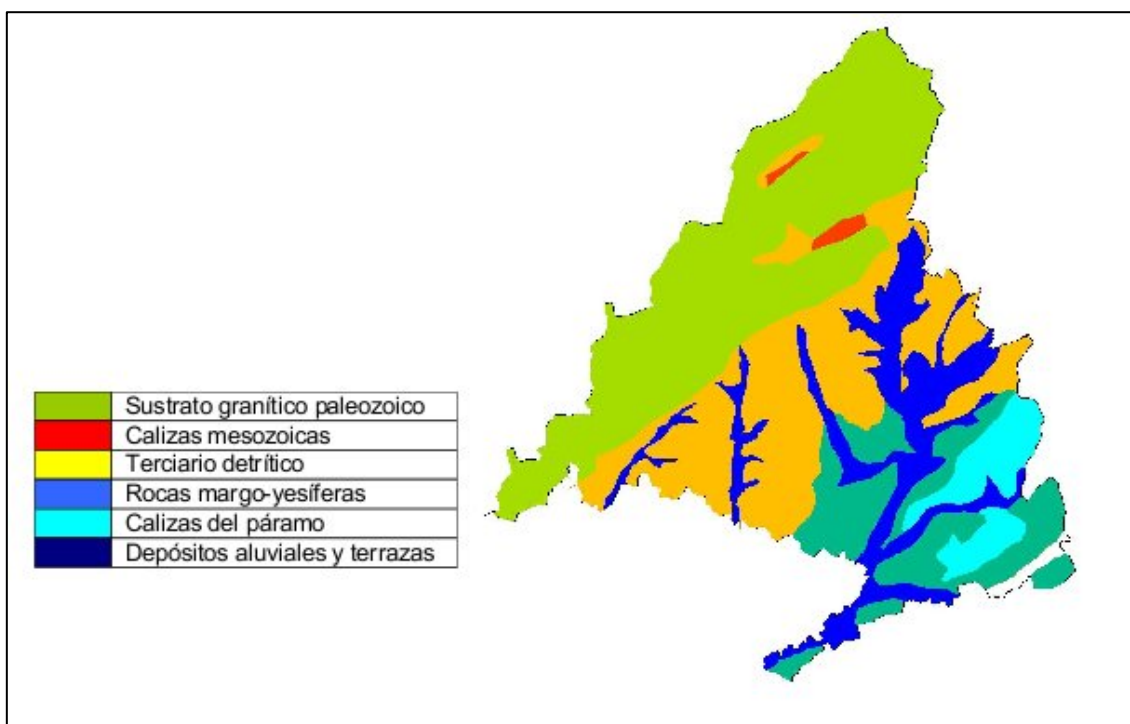 Sustrato granítico paleozoico
Calizas mesozoicas
Terciario detrítico
Rocas margo-yesíferas
Calizas del páramo
Depósitos aluviales y terrazas